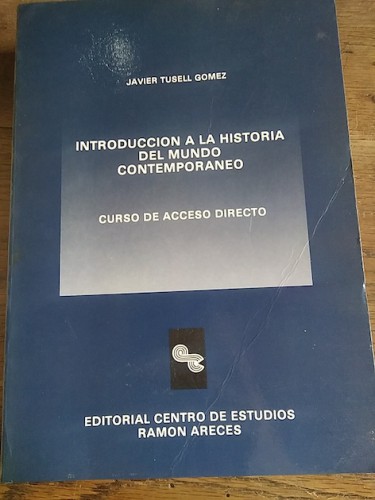 JAVIER TUSELL GOMEZ
INTRODUCCION A LA HISTORIA
DEL MUNDO
CONTEMPORANEO
CURSO DE ACCESO DIRECTO
EDITORIAL CENTRO DE ESTUDIOS
RAMON ARECES